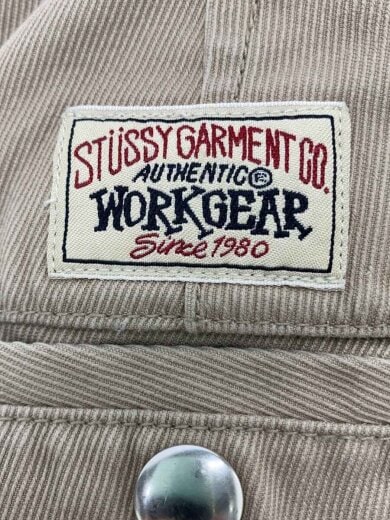 STÜSSY GARMENT CO.
AUTHENTIC®
WORKGEAR
Since 1980